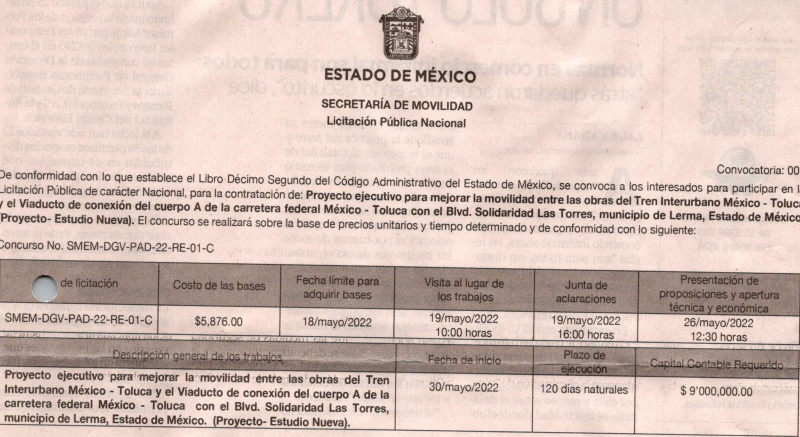 ESTADO DE MÉXICO
SECRETARÍA DE MOVILIDAD
Licitación Pública Nacional
Convocatoria: 00
De conformidad con lo que establece el Libro Décimo Segundo del Código Administrativo del Estado de México, se convoca a los interesados para participar en
Licitación Pública de carácter Nacional, para la contratación de: Proyecto ejecutivo para mejorar la movilidad entre las obras del Tren Interurbano México - Toluca
y el Viaducto de conexión del cuerpo A de la carretera federal México - Toluca con el Blvd. Solidaridad Las Torres, municipio de Lerma, Estado de México
(Proyecto- Estudio Nueva). El concurso se realizará sobre la base de precios unitarios y tiempo determinado y de conformidad con lo siguiente:
Concurso No. SMEM-DGV-PAD-22-RE-01-C
de licitación Costo de las bases Fecha límite para adquirir bases Visita al lugar de los trabajos Junta de aclaraciones Presentación de proposiciones y apertura técnica y económica
SMEM-DGV-PAD-22-RE-01-C $5,876.00 18/mayo/2022 19/mayo/2022 10:00 horas 19/mayo/2022 16:00 horas 26/mayo/2022 12:30 horas
Descripción general de los trabajos Fecha de inicio Plazo de ejecución Capital Contable Requerido
Proyecto ejecutivo para mejorar la movilidad entre las obras del Tren
Interurbano México - Toluca y el Viaducto de conexión del cuerpo A de la
carretera federal México - Toluca con el Blvd. Solidaridad Las Torres,
municipio de Lerma, Estado de México. (Proyecto- Estudio Nueva).
30/mayo/2022 120 días naturales $ 9'000,000.00